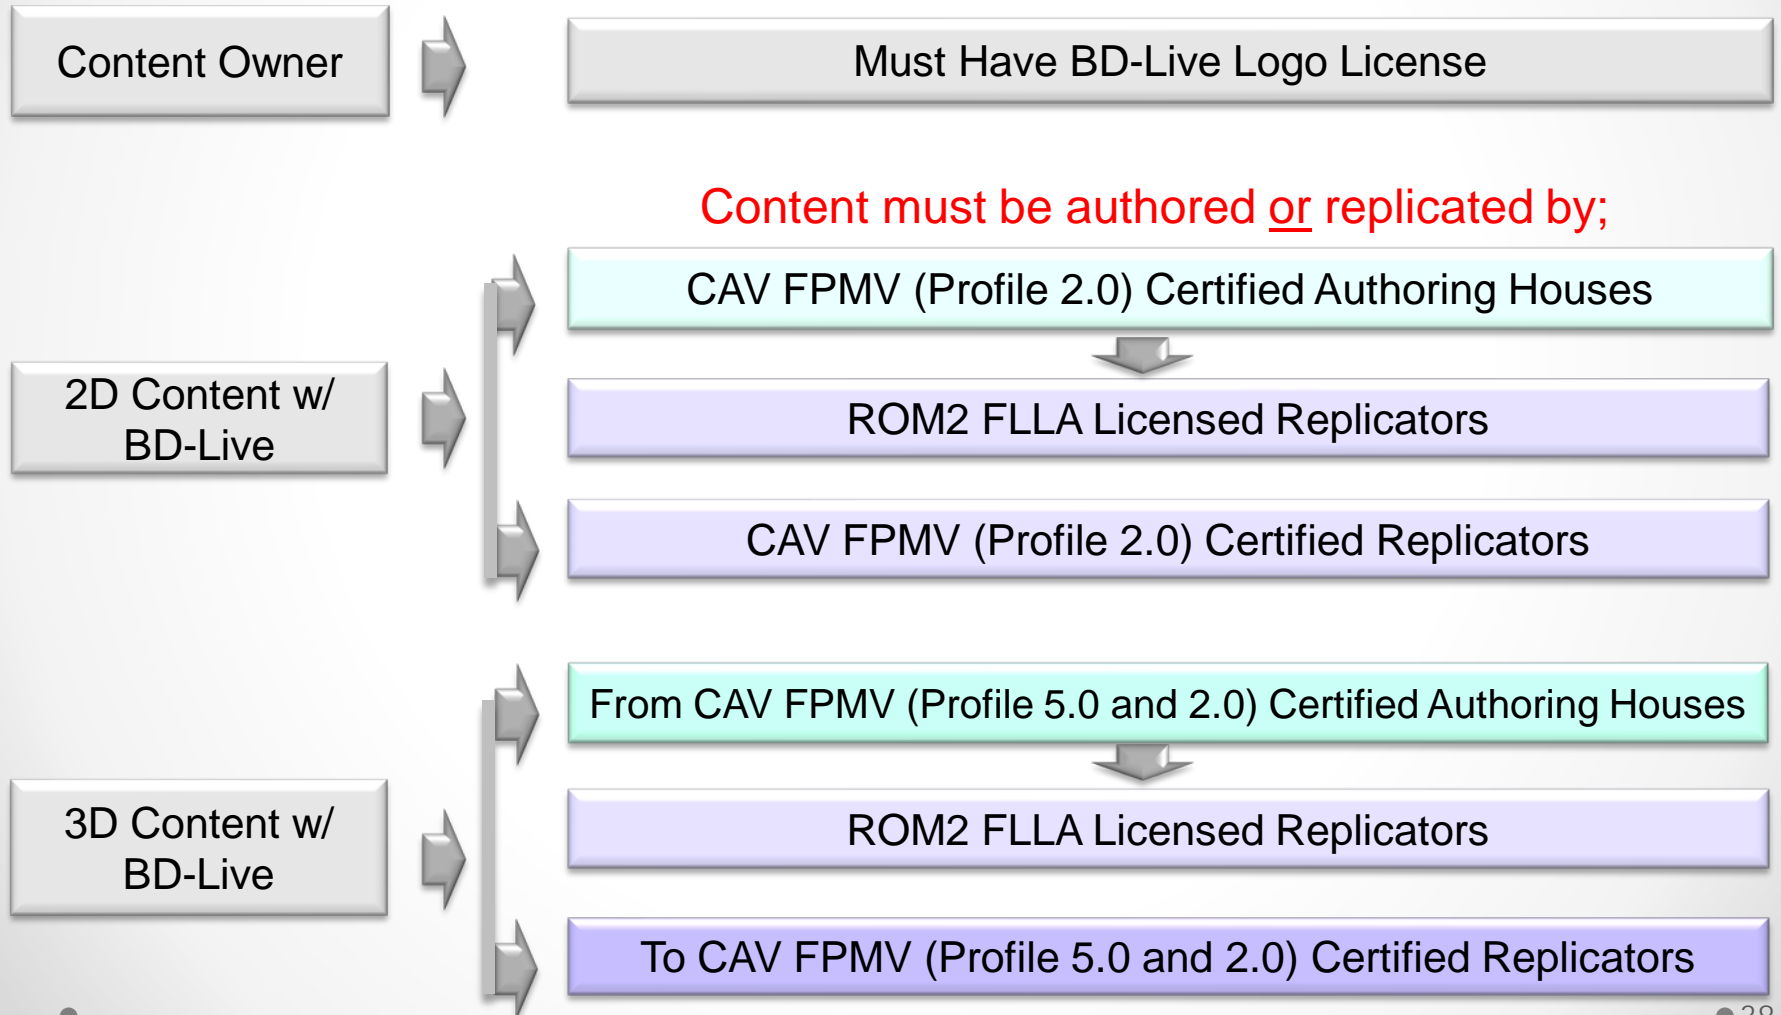 Content Owner
Must Have BD-Live Logo License
Content must be authored or replicated by;
CAV FPMV (Profile 2.0) Certified Authoring Houses
2D Content w/
BD-Live
ROM2 FLLA Licensed Replicators
CAV FPMV (Profile 2.0) Certified Replicators
From CAV FPMV (Profile 5.0 and 2.0) Certified Authoring Houses
3D Content w/
BD-Live
ROM2 FLLA Licensed Replicators
To CAV FPMV (Profile 5.0 and 2.0) Certified Replicators